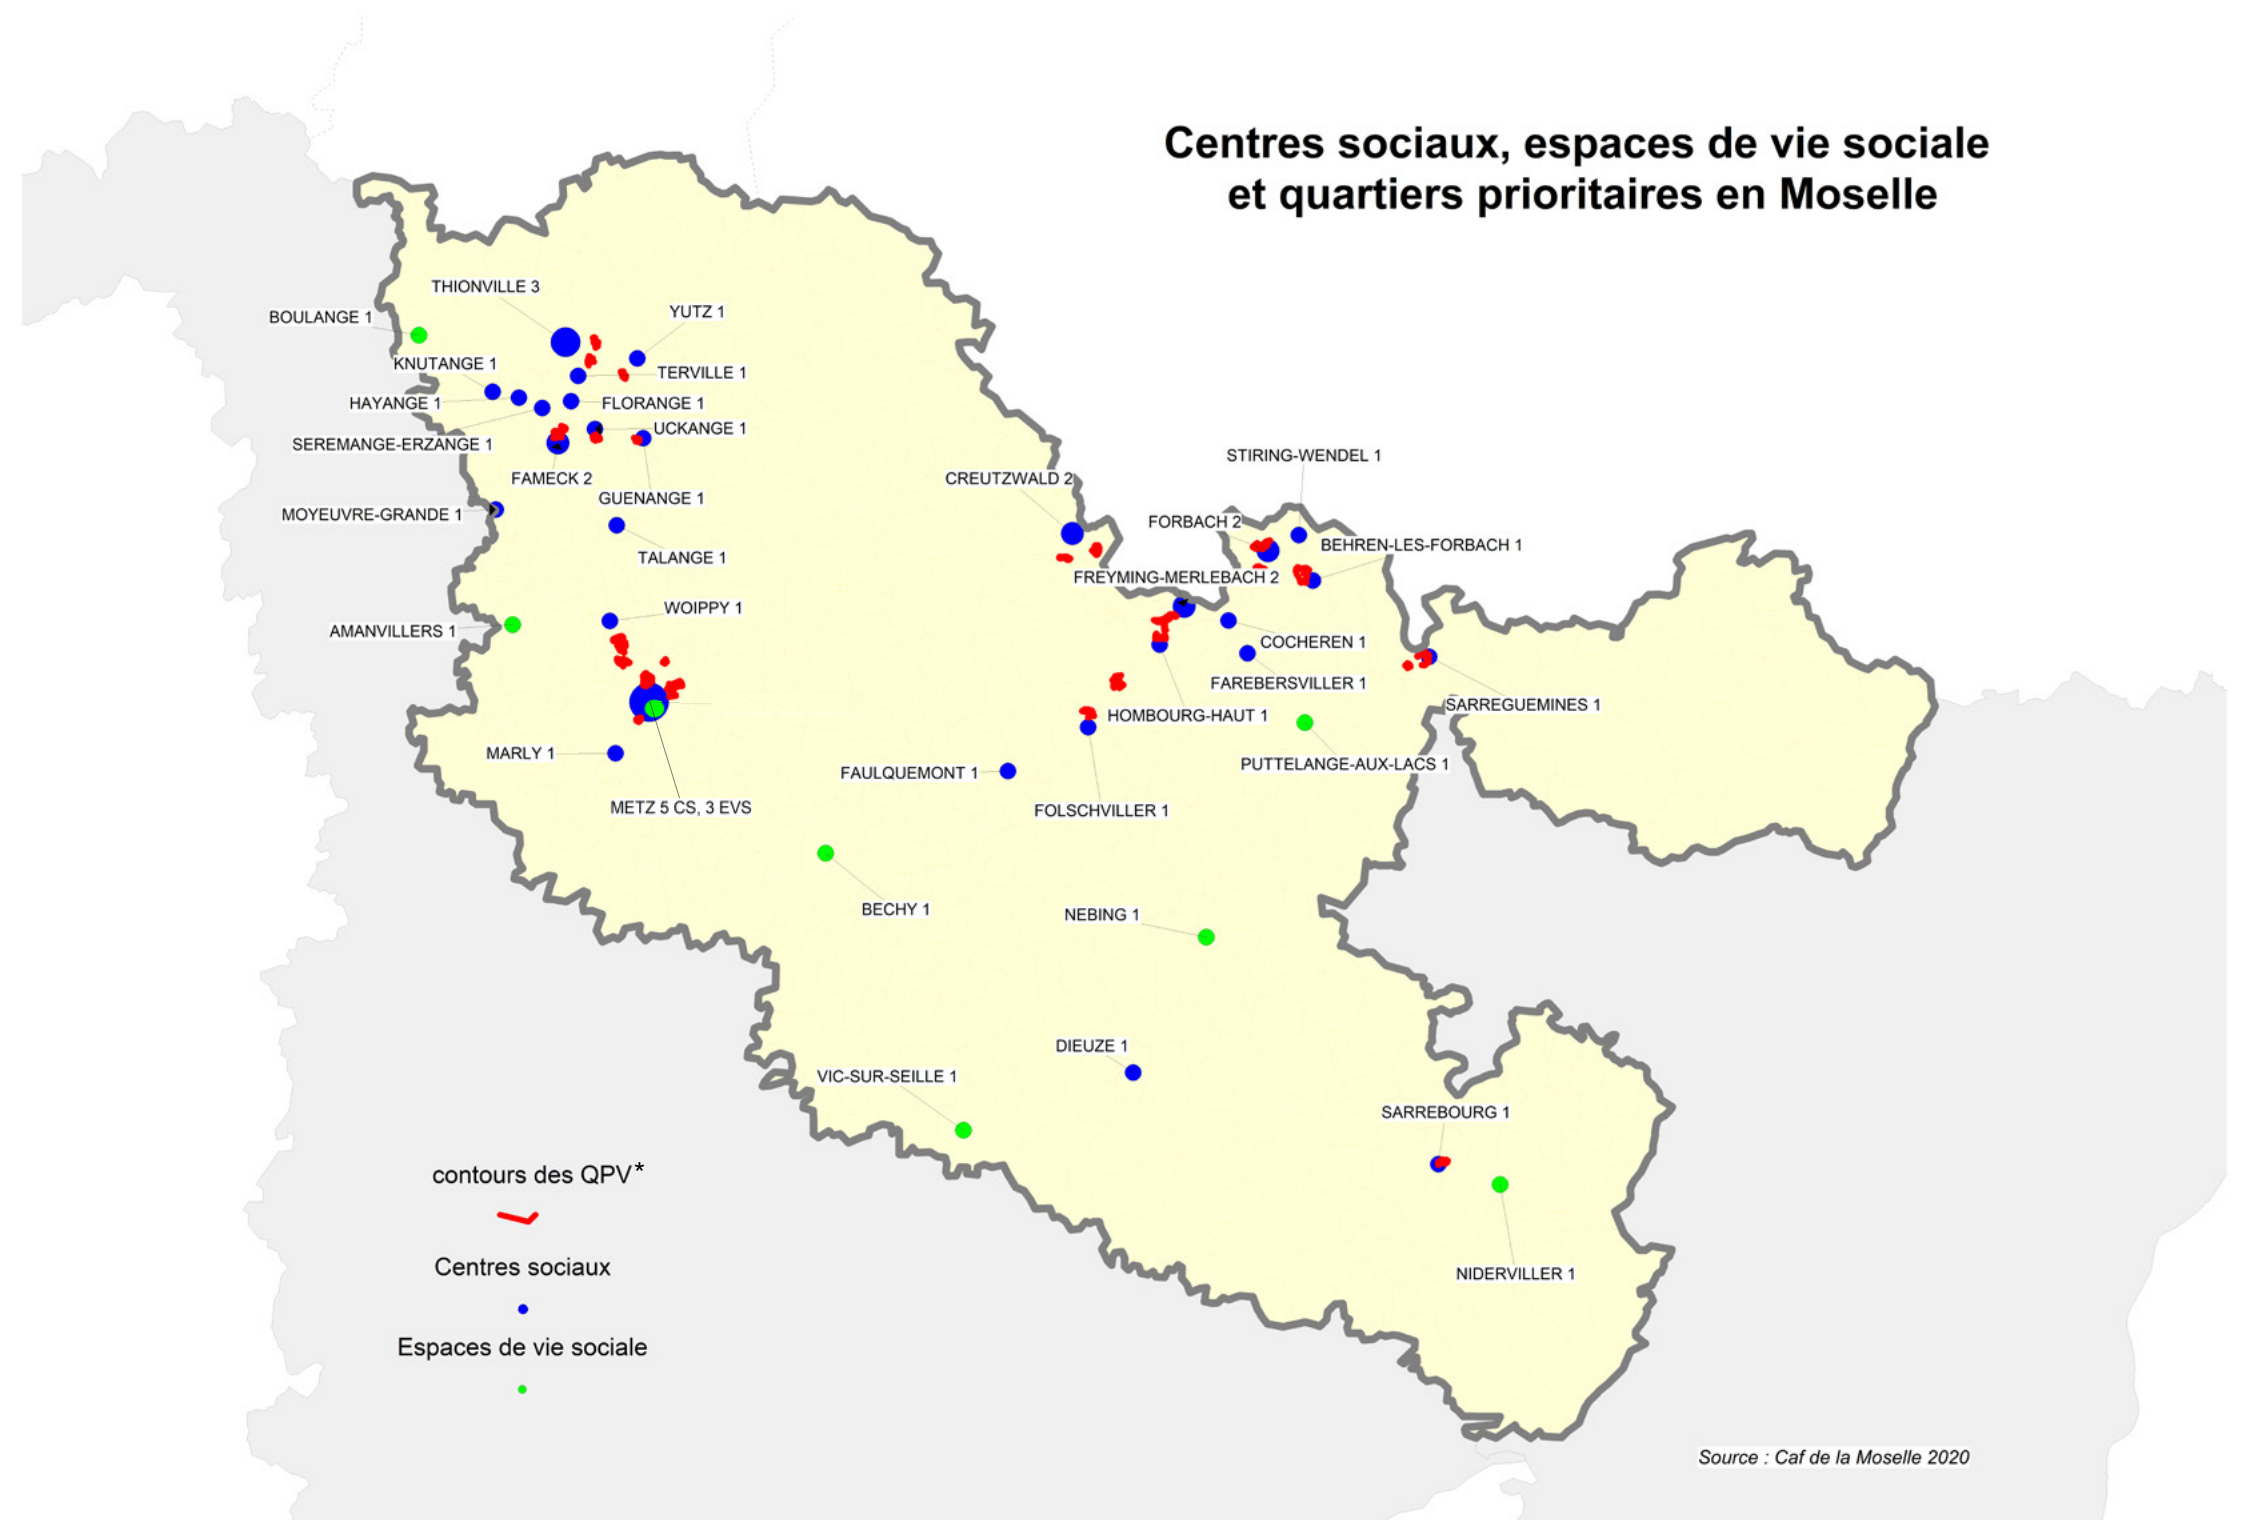 Centres sociaux, espaces de vie sociale
et quartiers prioritaires en Moselle
THIONVILLE 3
BOULANGE 1
YUTZ 1
KNUTANGE 1
TERVILLE 1
HAYANGE 1
FLORANGE 1
UCKANGE 1
SEREMANGE-ERZANGE 1
FAMECK 2
GUENANGE 1
MOYEUVRE-GRANDE 1
TALANGE 1
WOIPPY 1
AMANVILLERS 1
MARLY 1
METZ 5 CS, 3 EVS
STIRING-WENDEL 1
CREUTZWALD 2
FORBACH 2
BEHREN-LES-FORBACH 1
FREYMING-MERLEBACH 2
COCHEREN 1
FAREBERSVILLER 1
SARREGUEMINES 1
HOMBOURG-HAUT 1
PUTTELANGE-AUX-LACS 1
FAULQUEMONT 1
FOLSCHVILLER 1
BECHY 1
NEBING 1
DIEUZE 1
VIC-SUR-SEILLE 1
SARREBOURG 1
NIDERVILLER 1
contours des QPV*
Centres sociaux
Espaces de vie sociale
Source : Caf de la Moselle 2020